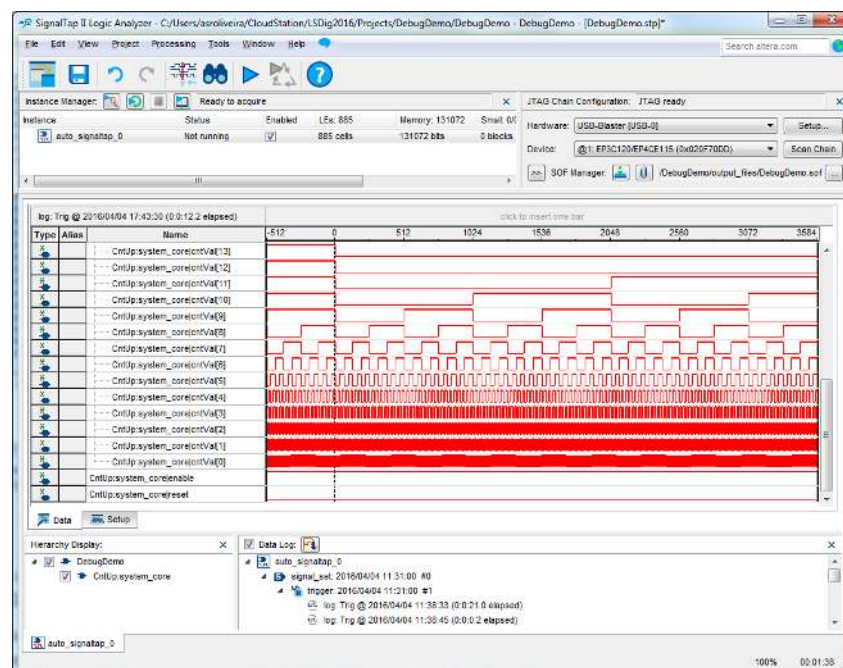 SignalTap II Logic Analyzer - C:/Users/asroliveira/CloudStation/LSDig2016/Projects/DebugDemo/DebugDemo - DebugDemo - [DebugDemo.stp]*
File Edit View Project Processing Tools Window Help
Search altera.com
Instance Manager: Ready to acquire
Instance Status Enabled LEs: 885 Memory: 131072 Small: 0/0
auto_signaltap_0 Not running 885 cells 131072 bits 0 blocks
JTAG Chain Configuration: JTAG ready
Hardware: USB-Blaster [USB-0] Setup...
Device: @1: EP3C120/EP4CE115 (0x020F70DD) Scan Chain
>> SOF Manager: /DebugDemo/output_files/DebugDemo.sof ...
log: Trig @ 2016/04/04 17:43:30 (0:0:12.2 elapsed) click to insert time bar
Type Alias Name -512 0 512 1024 1536 2048 2560 3072 3584
CntUp:system_core|cntVal[13]
CntUp:system_core|cntVal[12]
CntUp:system_core|cntVal[11]
CntUp:system_core|cntVal[10]
CntUp:system_core|cntVal[9]
CntUp:system_core|cntVal[8]
CntUp:system_core|cntVal[7]
CntUp:system_core|cntVal[6]
CntUp:system_core|cntVal[5]
CntUp:system_core|cntVal[4]
CntUp:system_core|cntVal[3]
CntUp:system_core|cntVal[2]
CntUp:system_core|cntVal[1]
CntUp:system_core|cntVal[0]
CntUp:system_core|enable
CntUp:system_core|reset
Data Setup
Hierarchy Display:
DebugDemo
CntUp:system_core
Data Log:
auto_signaltap_0
signal_set: 2016/04/04 11:31:00 #0
trigger: 2016/04/04 11:31:00 #1
log: Trig @ 2016/04/04 11:38:33 (0:0:21.0 elapsed)
log: Trig @ 2016/04/04 11:38:45 (0:0:0.2 elapsed)
auto_signaltap_0
100% 00:01:38